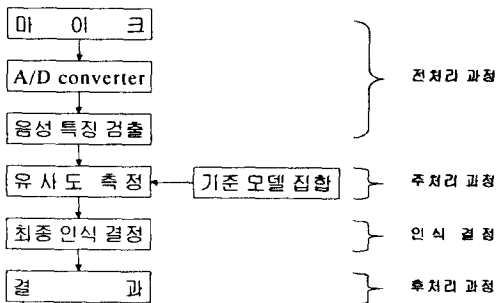 마 이 크
A/D converter
전처리 과정
음성 특징 검출
유 사 도 측 정
기준 모델 집합
주처리 과정
최종 인식 결정
인 식 결 정
결 과
후처리 과정